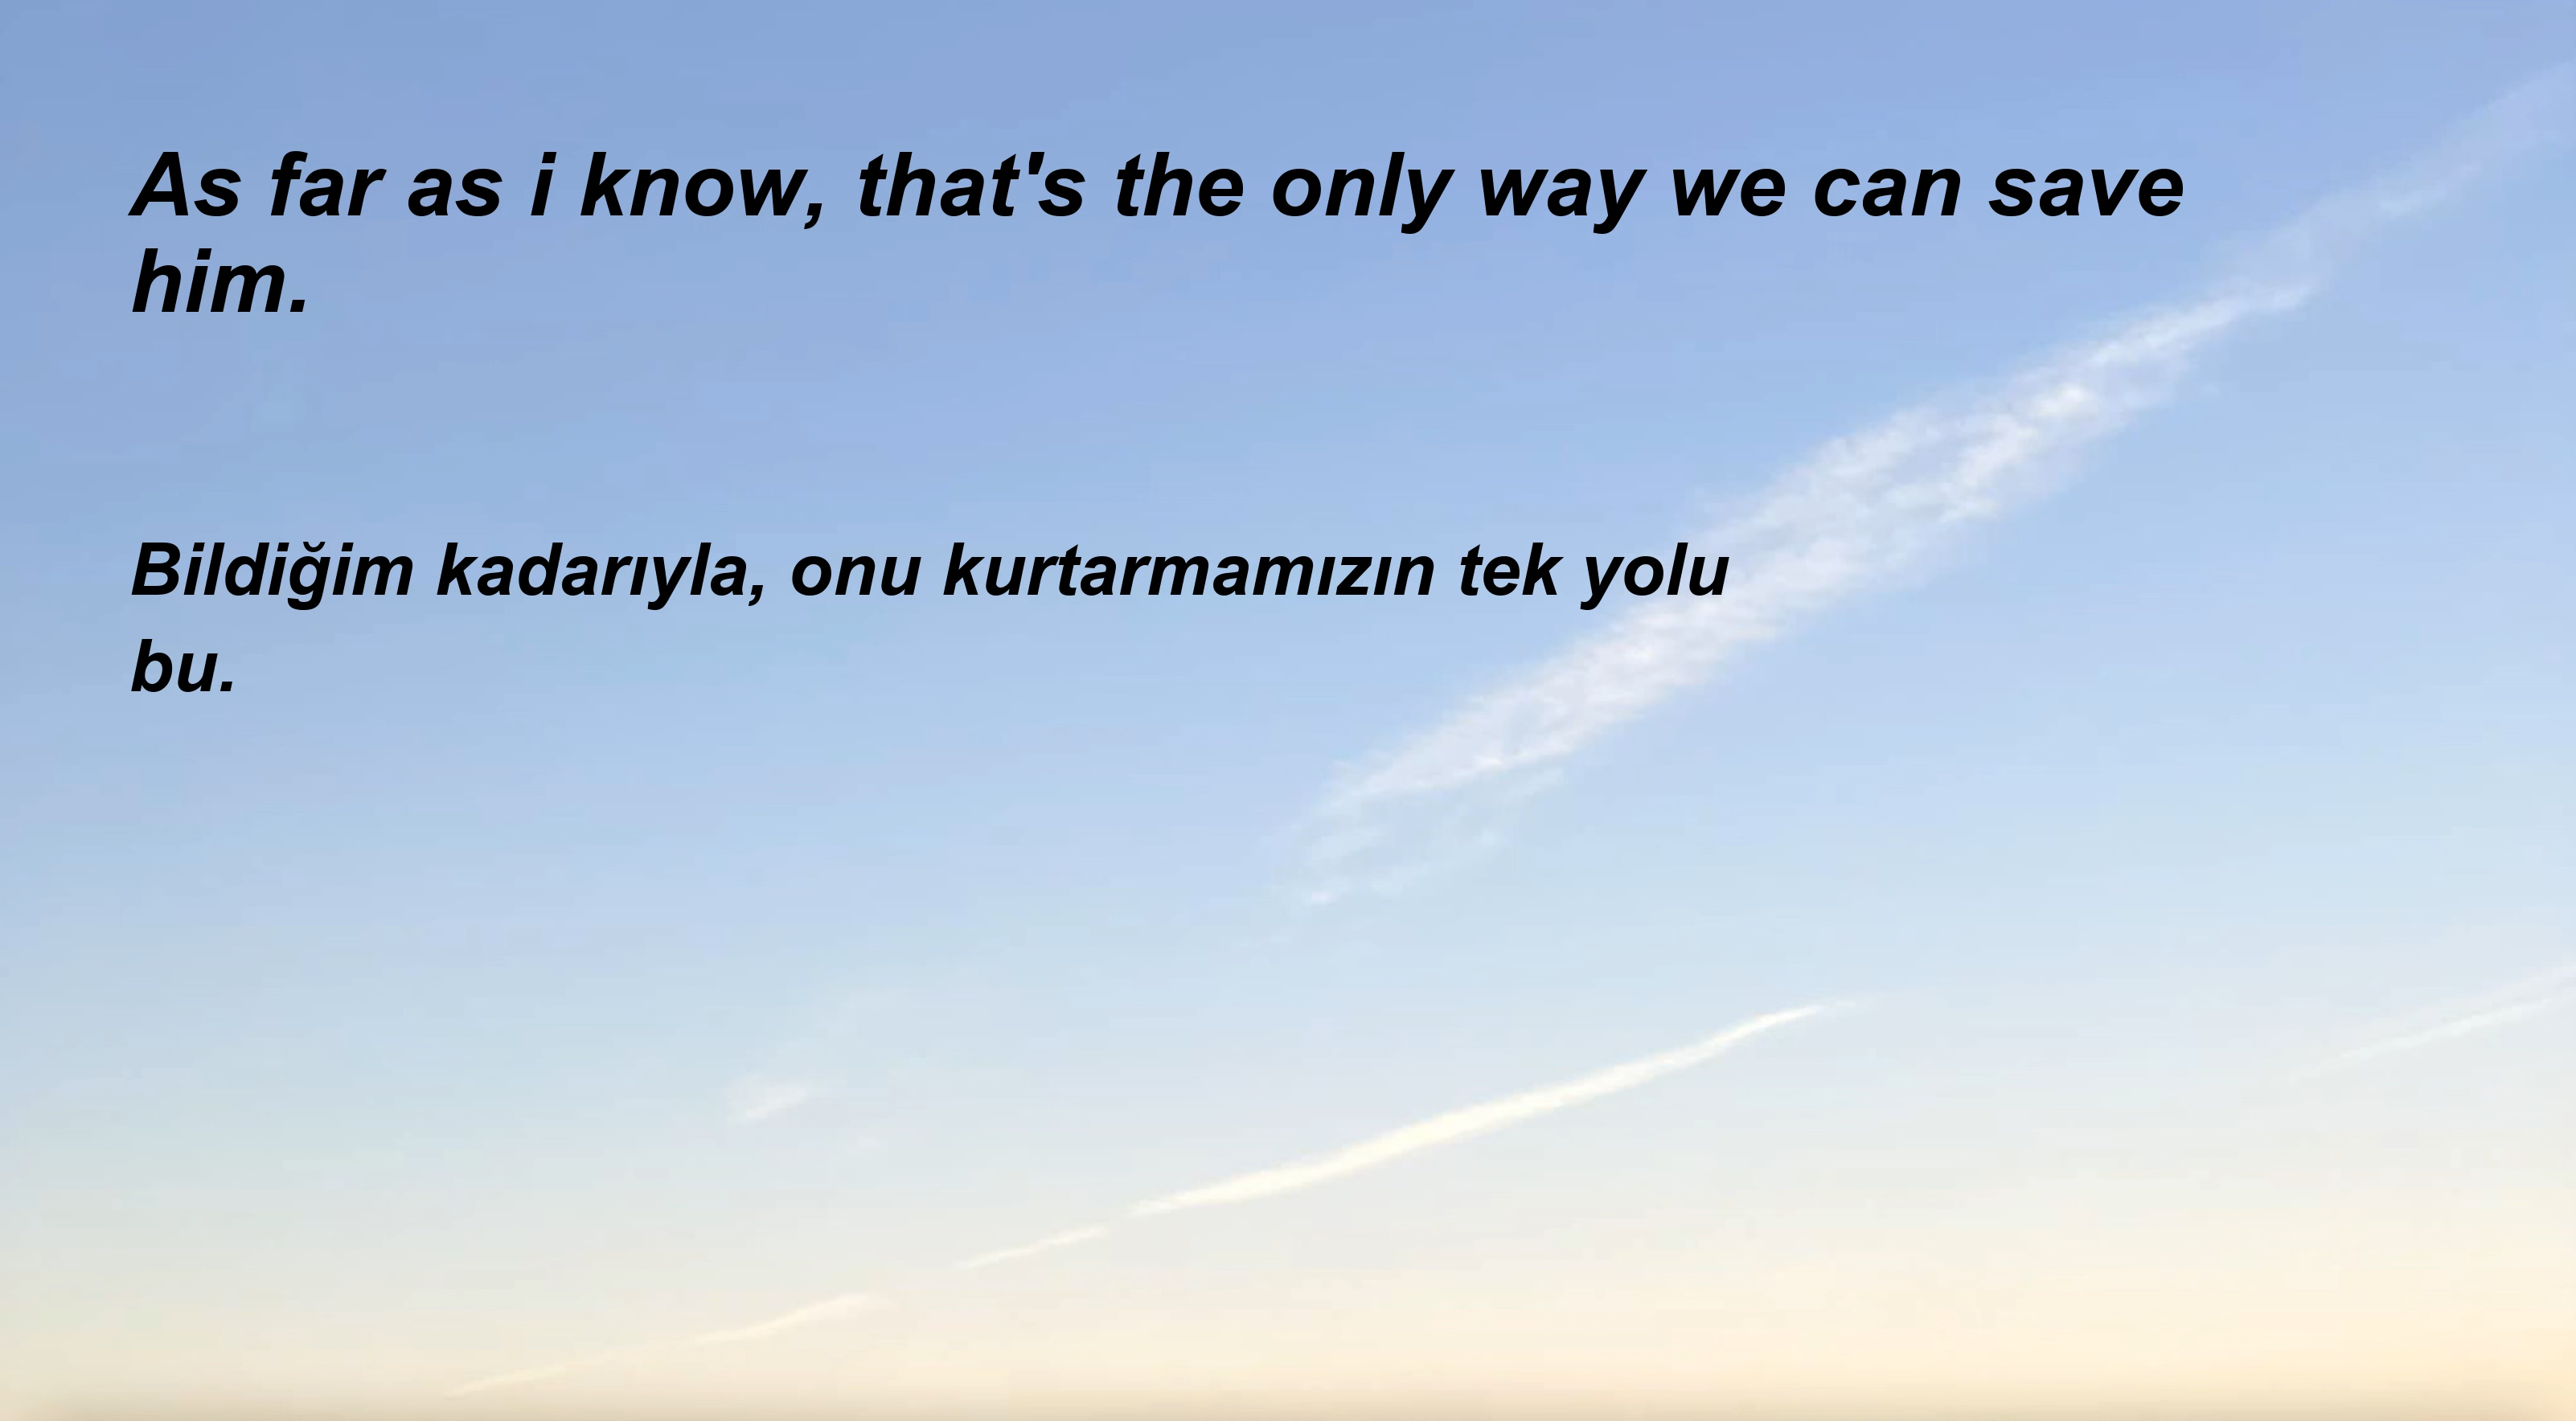 As far as i know, that's the only way we can save
him.
Bildiğim kadarıyla, onu kurtarmamızın tek yolu
bu.